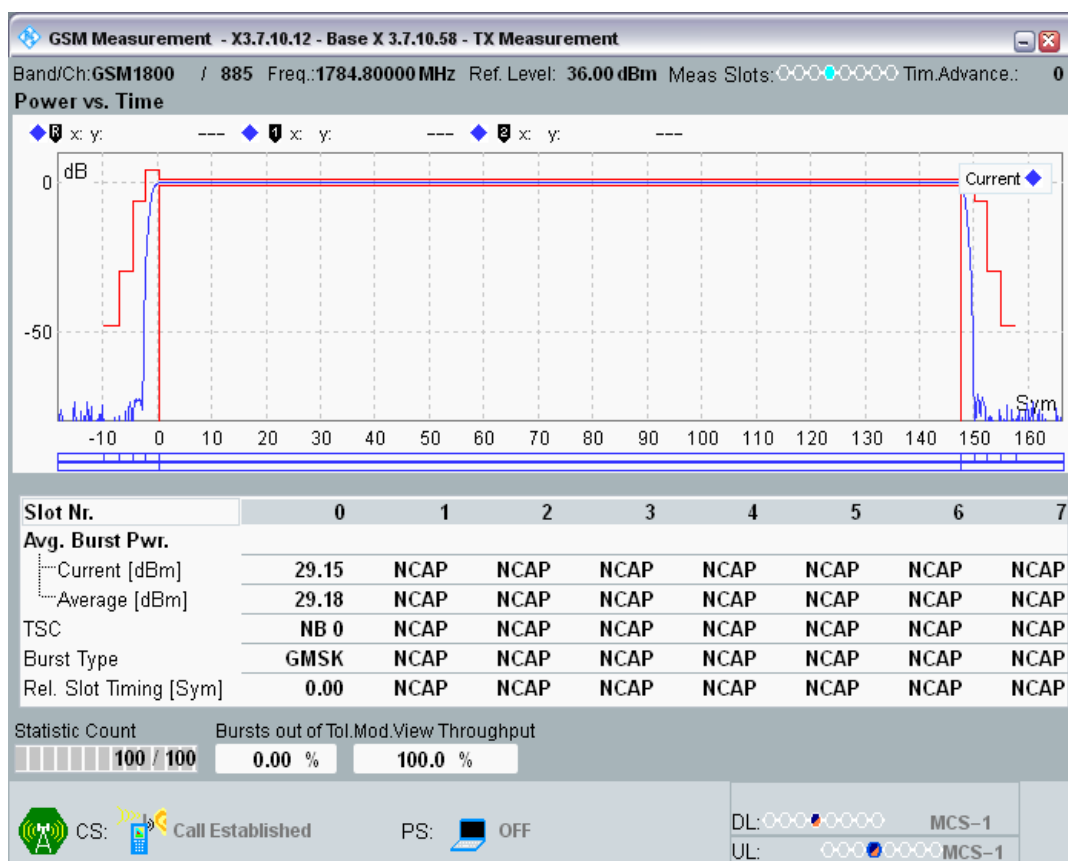 GSM Measurement - X3.7.10.12 - Base X 3.7.10.58 - TX Measurement
Band/Ch:GSM1800 / 885 Freq.:1784.80000 MHz Ref. Level: 36.00 dBm Meas Slots: Tim.Advance.: 0
Power vs. Time
R x: y: --- 1 x: y: --- 2 x: y: ---
dB
Current
0
-50
Sym
-10 0 10 20 30 40 50 60 70 80 90 100 110 120 130 140 150 160
Slot Nr. 0 1 2 3 4 5 6 7
Avg. Burst Pwr.
Current [dBm] 29.15 NCAP NCAP NCAP NCAP NCAP NCAP NCAP
Average [dBm] 29.18 NCAP NCAP NCAP NCAP NCAP NCAP NCAP
TSC NB 0 NCAP NCAP NCAP NCAP NCAP NCAP NCAP
Burst Type GMSK NCAP NCAP NCAP NCAP NCAP NCAP NCAP
Rel. Slot Timing [Sym] 0.00 NCAP NCAP NCAP NCAP NCAP NCAP NCAP
Statistic Count Bursts out of Tol.Mod.View Throughput
100 / 100 0.00 % 100.0 %
CS: Call Established PS: OFF
DL: MCS-1
UL: MCS-1